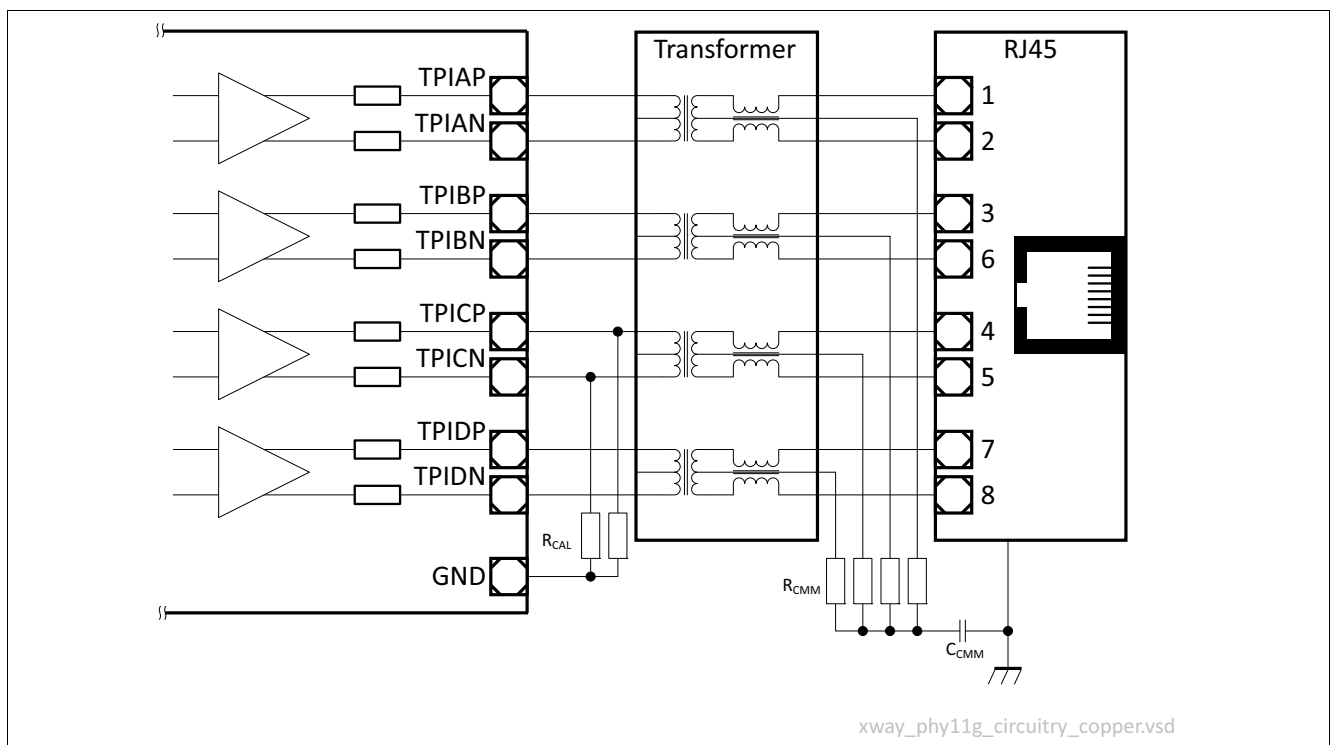 Transformer
RJ45
TPIAP
1
TPIAN
2
TPIBP
3
TPIBN
6
TPICP
4
TPICN
5
TPIDP
7
TPIDN
8
RCAL
GND
RCMM
CCMM
xway_phy11g_circuitry_copper.vsd